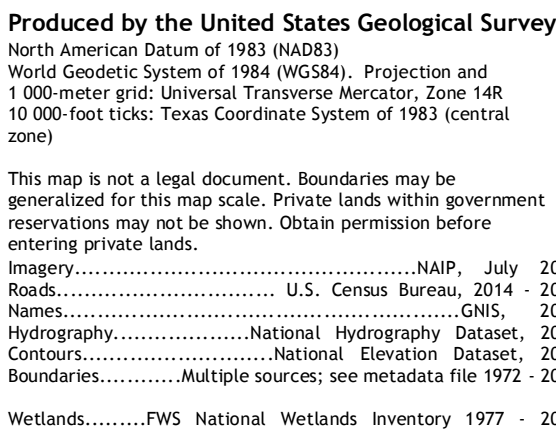 Produced by the United States Geological Survey
North American Datum of 1983 (NAD83)
World Geodetic System of 1984 (WGS84). Projection and
1 000-meter grid: Universal Transverse Mercator, Zone 14R
10 000-foot ticks: Texas Coordinate System of 1983 (central
zone)
This map is not a legal document. Boundaries may be
generalized for this map scale. Private lands within government
reservations may not be shown. Obtain permission before
entering private lands.
Imagery..............................................NAIP, July
Roads............................. U.S. Census Bureau, 2014 -
Names.....................................................GNIS,
Hydrography..................National Hydrography Dataset,
Contours.........................National Elevation Dataset,
Boundaries...........Multiple sources; see metadata file 1972 -
Wetlands.........FWS National Wetlands Inventory 1977 -